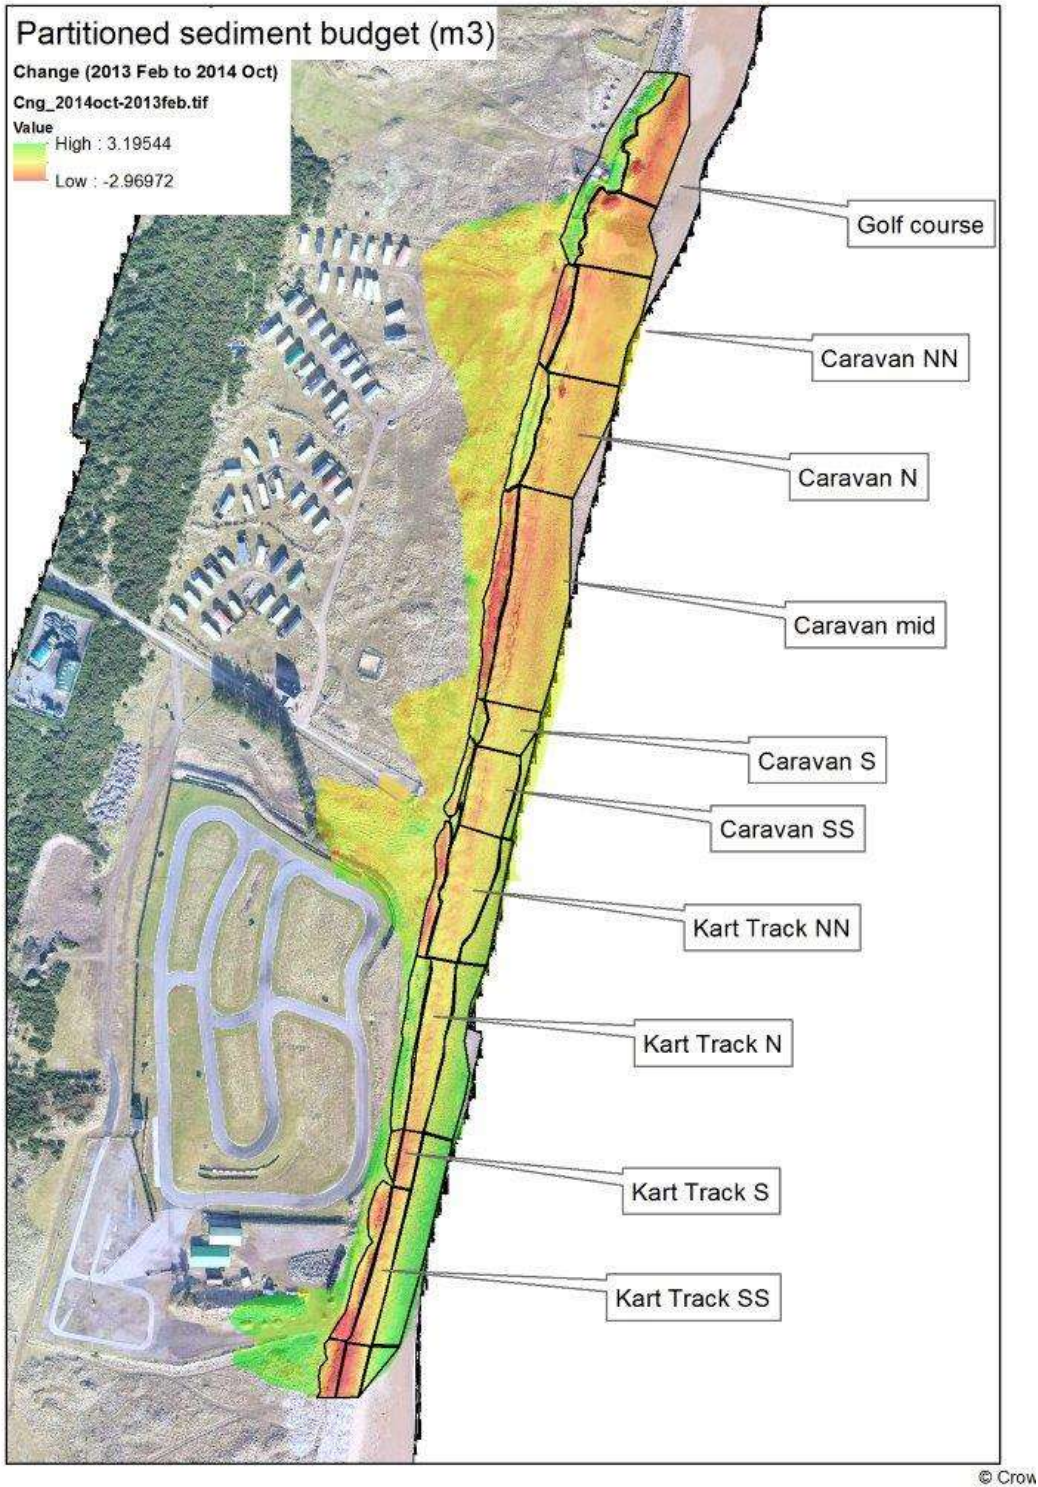 Partitioned sediment budget (m3)
Change (2013 Feb to 2014 Oct)
Cng_2014oct-2013feb.tif
Value
High : 3.19544
Low : -2.96972
Golf course
Caravan NN
Caravan N
Caravan mid
Caravan S
Caravan SS
Kart Track NN
Kart Track N
Kart Track S
Kart Track SS
© Crow